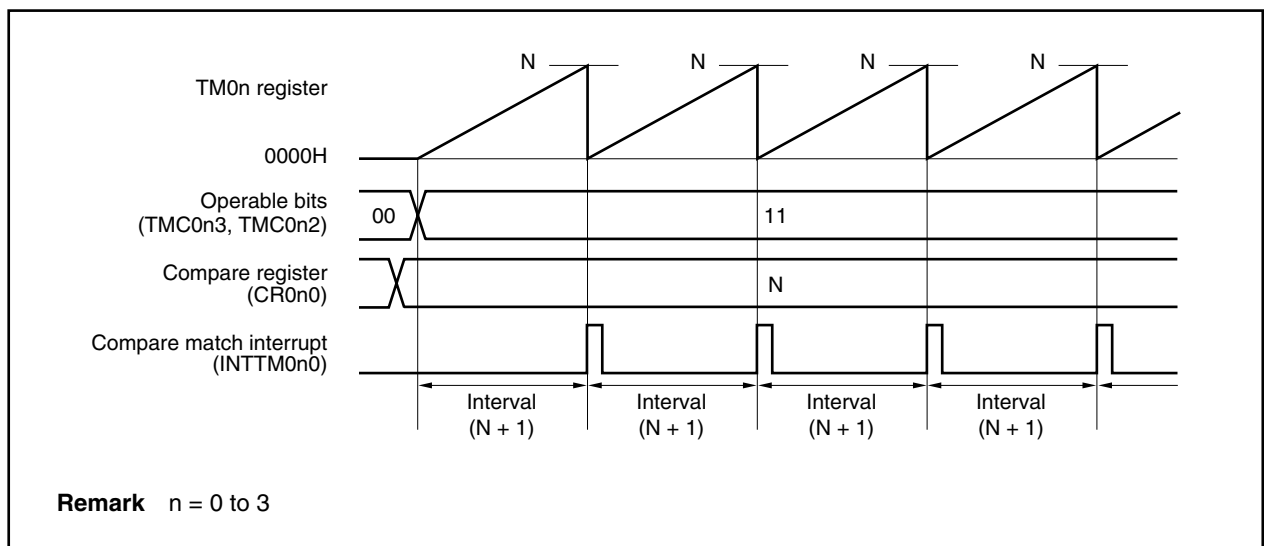 N N N N
TM0n register
0000H
Operable bits
(TMC0n3, TMC0n2)
00 11
Compare register
(CR0n0)
N
Compare match interrupt
(INTTM0n0)
Interval Interval Interval Interval
(N + 1) (N + 1) (N + 1) (N + 1)
Remark n = 0 to 3